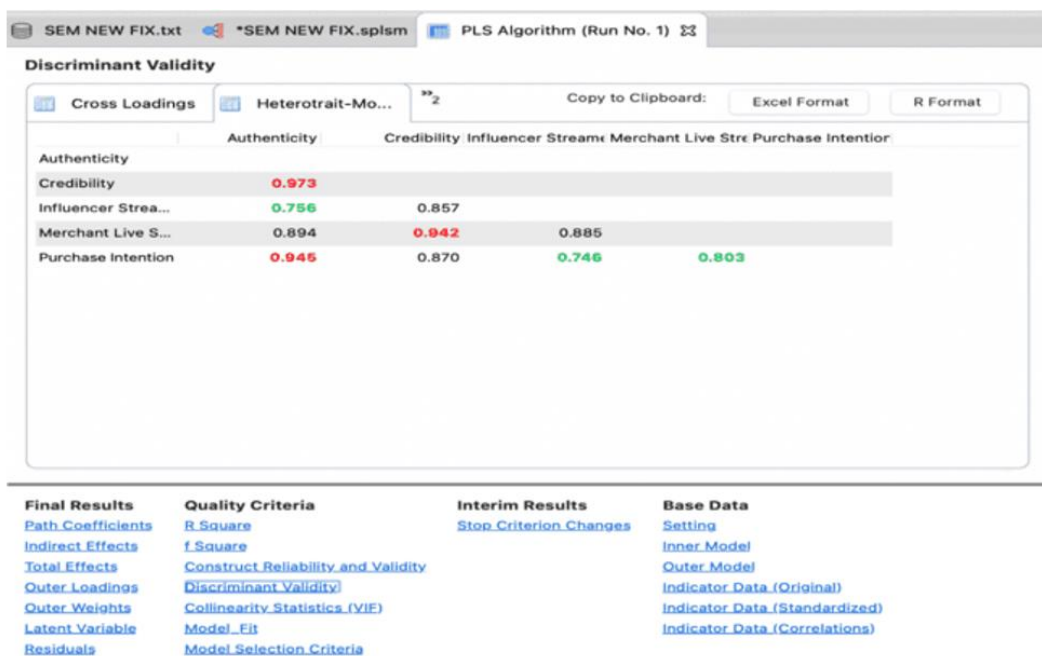 SEM NEW FIX.txt *SEM NEW FIX.splsm PLS Algorithm (Run No. 1)
Discriminant Validity
Cross Loadings Heterotrait-Mo... »2 Copy to Clipboard: Excel Format R Format
Authenticity Credibility Influencer Streame Merchant Live Stre Purchase Intention
Authenticity
Credibility 0.973
Influencer Strea... 0.756 0.857
Merchant Live S... 0.894 0.942 0.885
Purchase Intention 0.945 0.870 0.746 0.803
Final Results Quality Criteria Interim Results Base Data
Path Coefficients R Square Stop Criterion Changes Setting
Indirect Effects f Square Inner Model
Total Effects Construct Reliability and Validity Outer Model
Outer Loadings Discriminant Validity Indicator Data (Original)
Outer Weights Collinearity Statistics (VIF) Indicator Data (Standardized)
Latent Variable Model_Fit Indicator Data (Correlations)
Residuals Model Selection Criteria